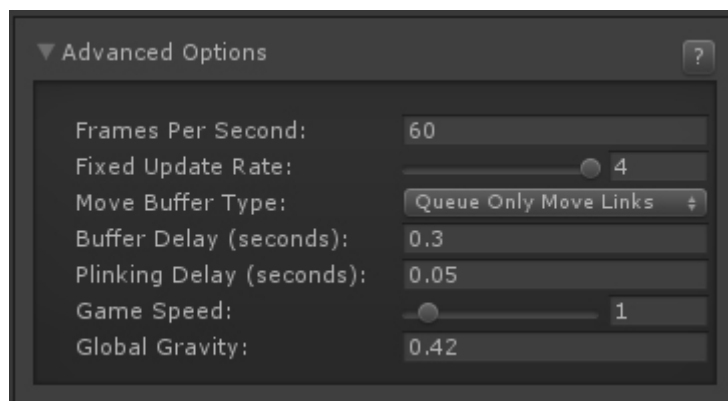 Advanced Options
?
Frames Per Second: 60
Fixed Update Rate: 4
Move Buffer Type: Queue Only Move Links
Buffer Delay (seconds): 0.3
Plinking Delay (seconds): 0.05
Game Speed: 1
Global Gravity: 0.42